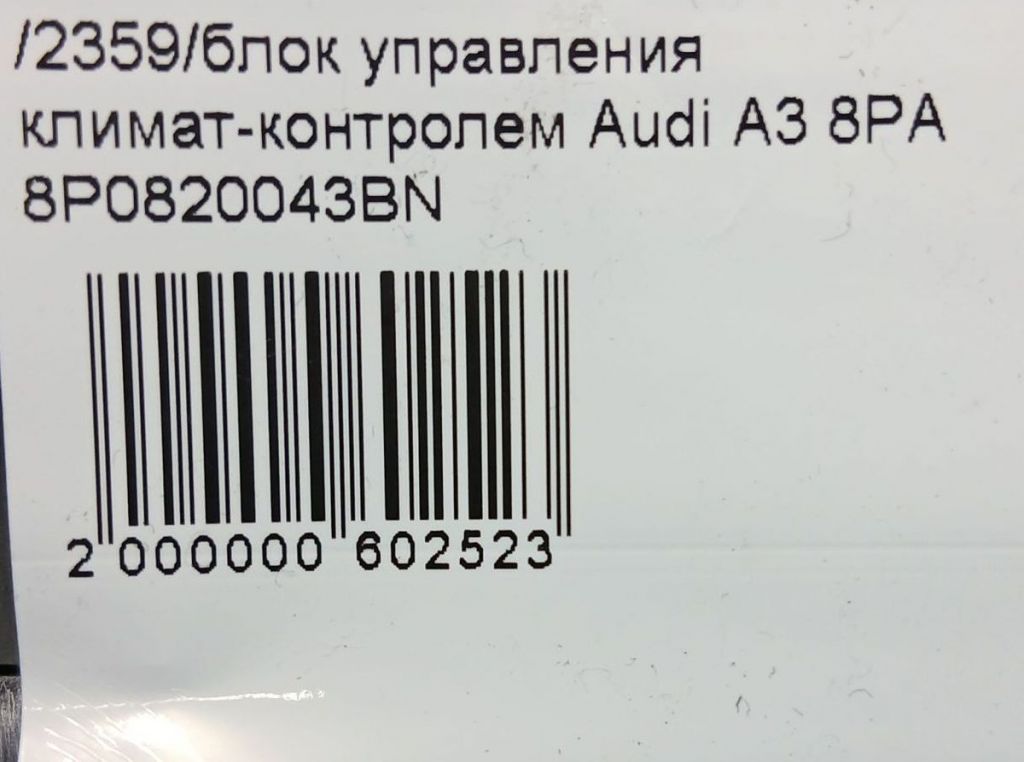 /2359/блок управления
климат-контролем Audi A3 8PA
8P0820043BN
2 000000 602523